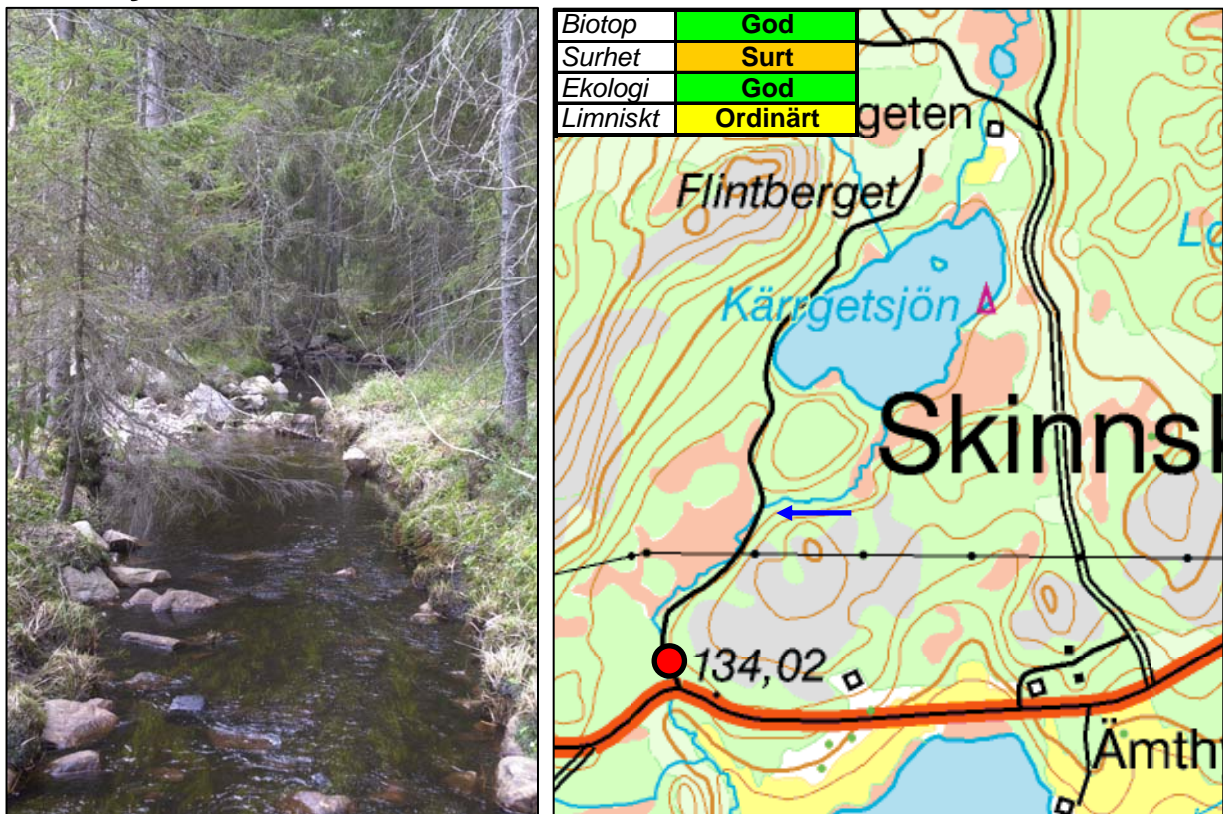 Biotop God
Surhet Surt
Ekologi God
Limniskt Ordinärt
geten
Flintberget
Kärrgetsjön
Skinnsk
134,02
Ämth